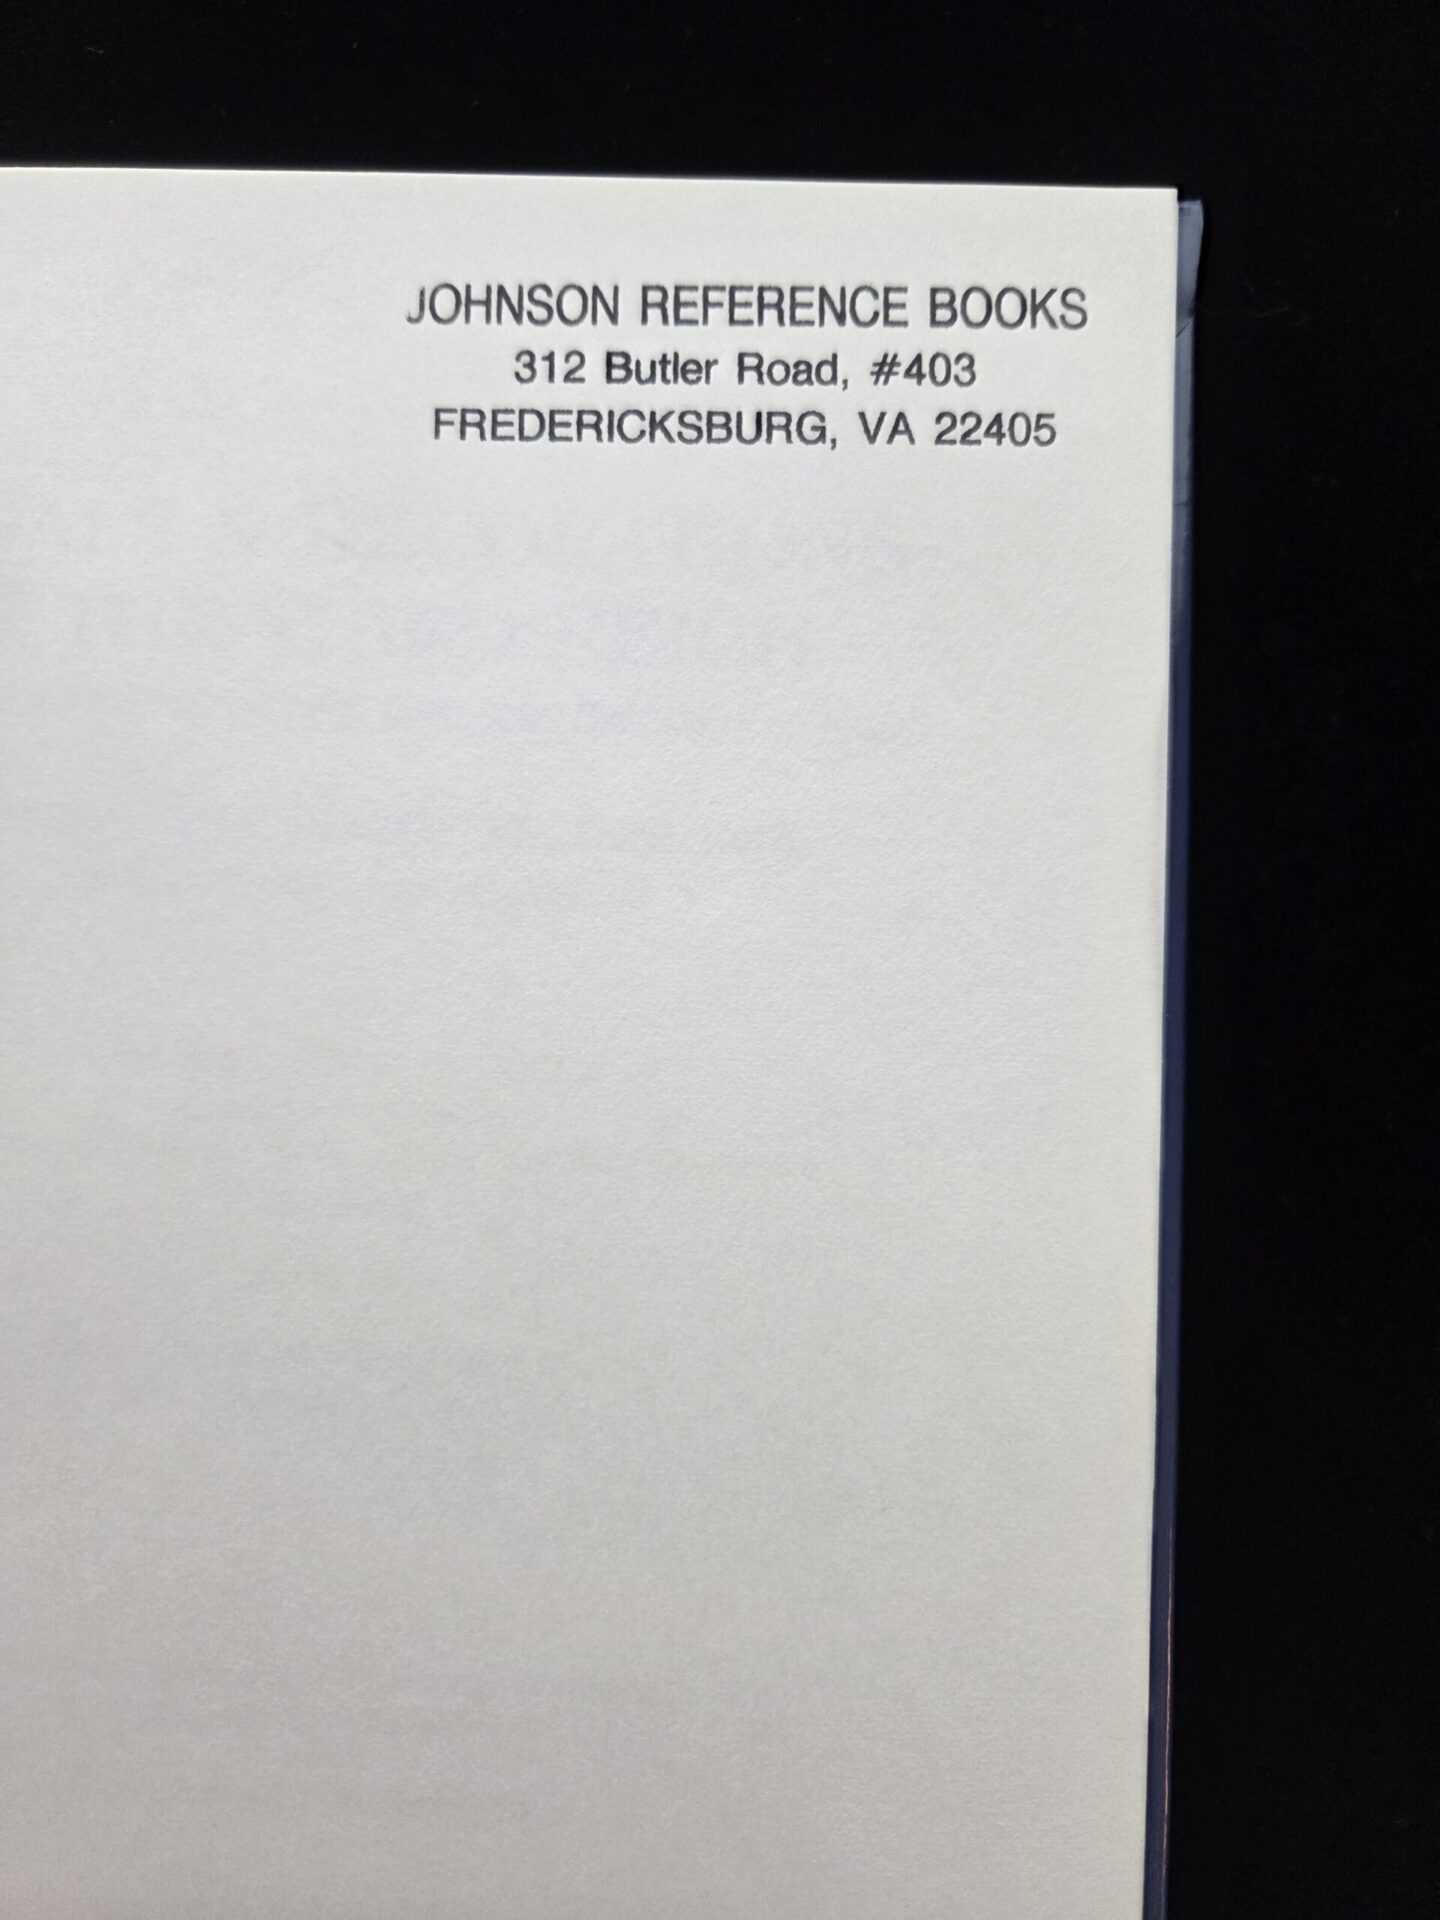 JOHNSON REFERENCE BOOKS
312 Butler Road, #403
FREDERICKSBURG, VA 22405